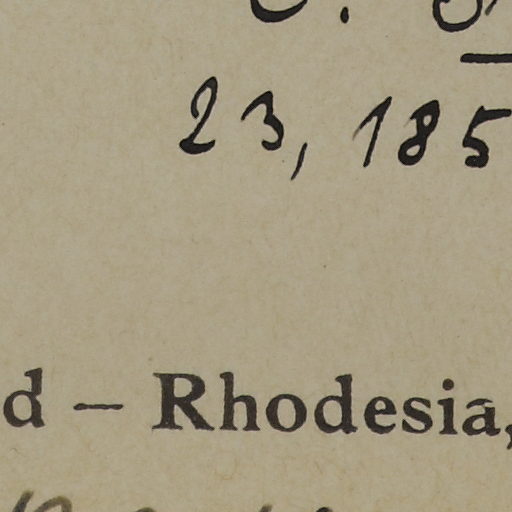 23, 185
d – Rhodesia,